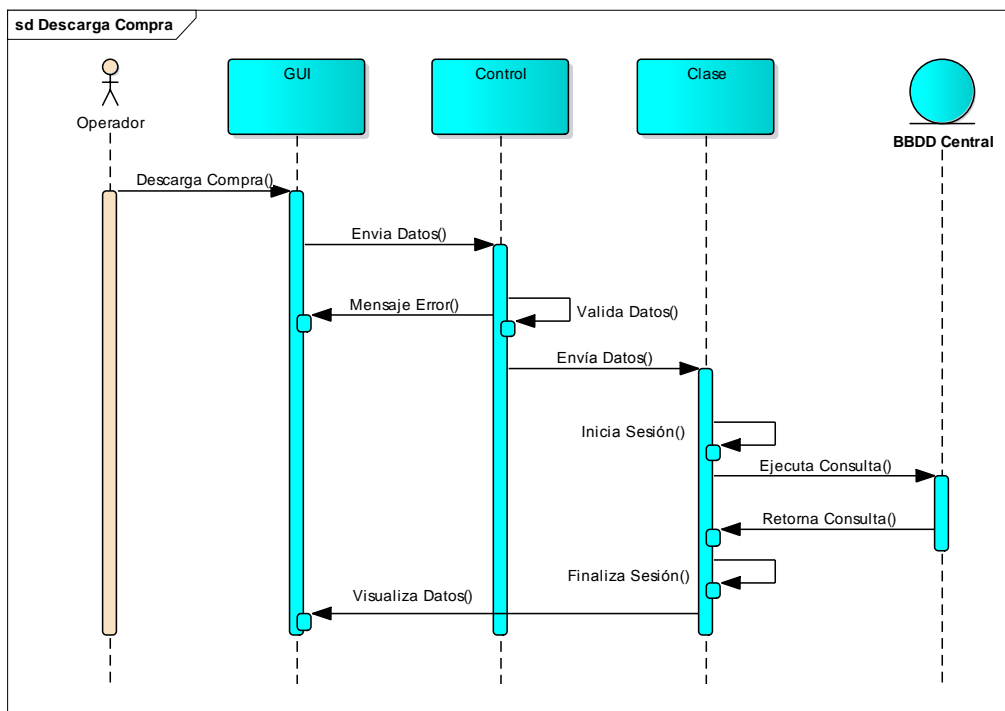 sd Descarga Compra
Operador
GUI
Control
Clase
BBDD Central
Descarga Compra()
Envia Datos()
Mensaje Error()
Valida Datos()
Envía Datos()
Inicia Sesión()
Ejecuta Consulta()
Retorna Consulta()
Finaliza Sesión()
Visualiza Datos()